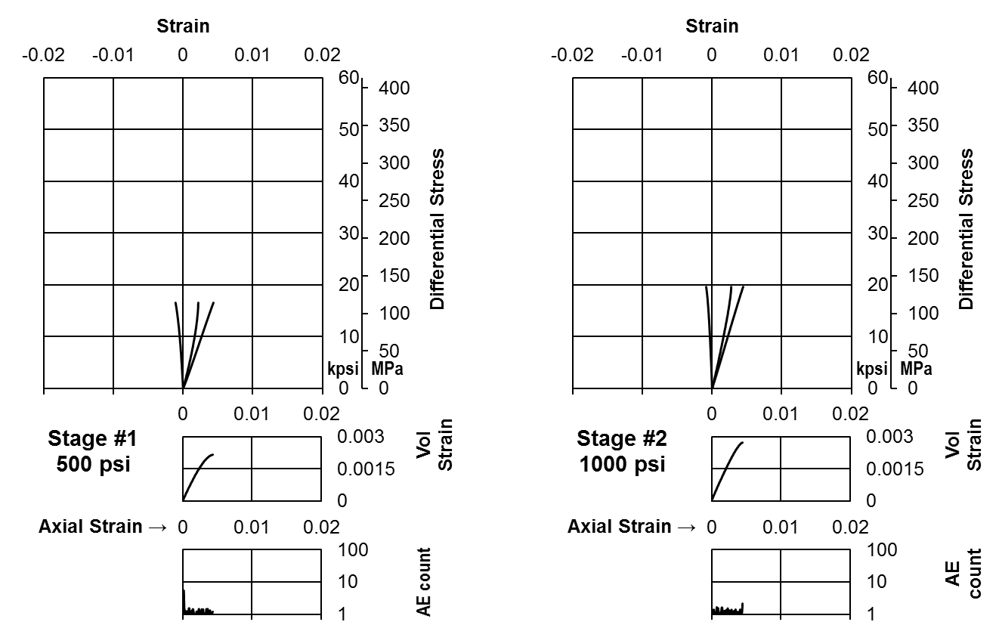 Strain
-0.02 -0.01 0 0.01 0.02
60
50
40
30
20
10
kpsi
0
400
350
300
250
200
150
100
50
MPa
0
Differential Stress
0 0.01 0.02
Stage #1
500 psi
0.003
0.0015
0
Vol
Strain
Axial Strain → 0 0.01 0.02
100
10
1
AE count
Strain
-0.02 -0.01 0 0.01 0.02
60
50
40
30
20
10
kpsi
0
400
350
300
250
200
150
100
50
MPa
0
Differential Stress
0 0.01 0.02
Stage #2
1000 psi
0.003
0.0015
0
Vol
Strain
Axial Strain → 0 0.01 0.02
100
10
1
AE
count